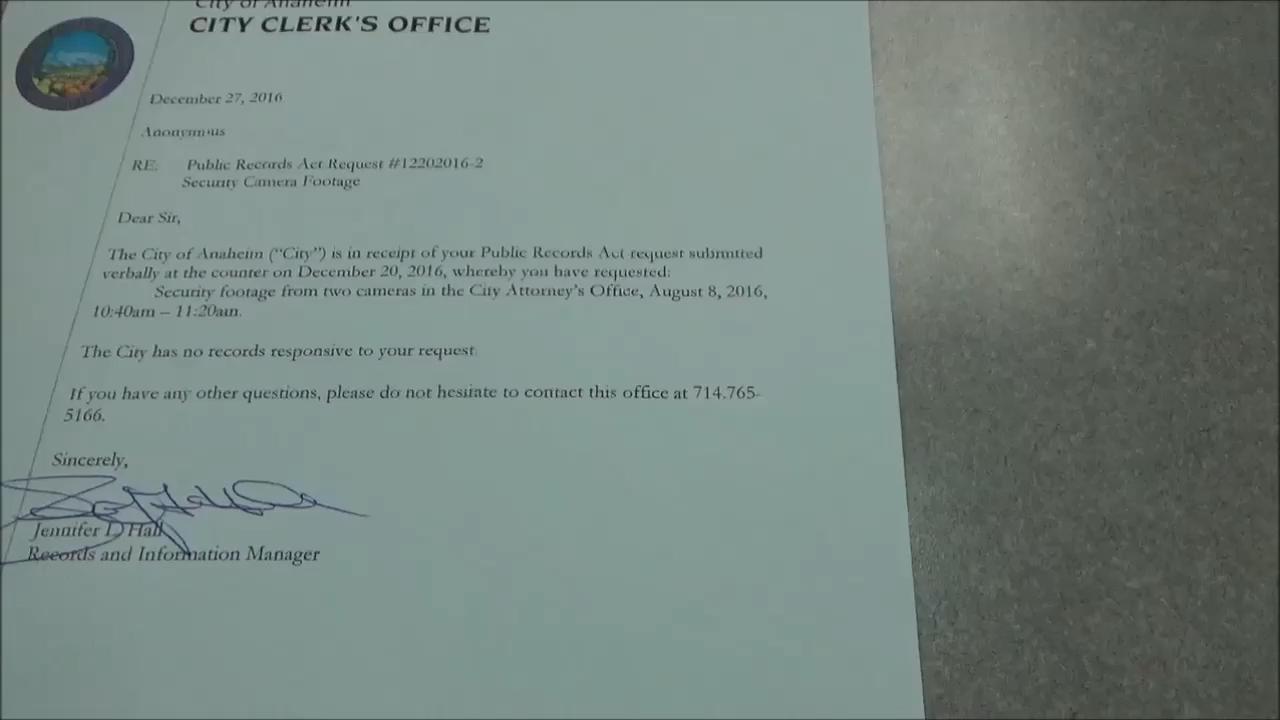 City of Anaheim
CITY CLERK'S OFFICE
December 27, 2016
Anonymous
RE: Public Records Act Request #12202016-2
Security Camera Footage
Dear Sir,
The City of Anaheim ("City") is in receipt of your Public Records Act request submitted
verbally at the counter on December 20, 2016, whereby you have requested:
Security footage from two cameras in the City Attorney's Office, August 8, 2016,
10:40am – 11:20am.
The City has no records responsive to your request.
If you have any other questions, please do not hesitate to contact this office at 714.765-
5166.
Sincerely,
Jennifer L. Hall
Records and Information Manager